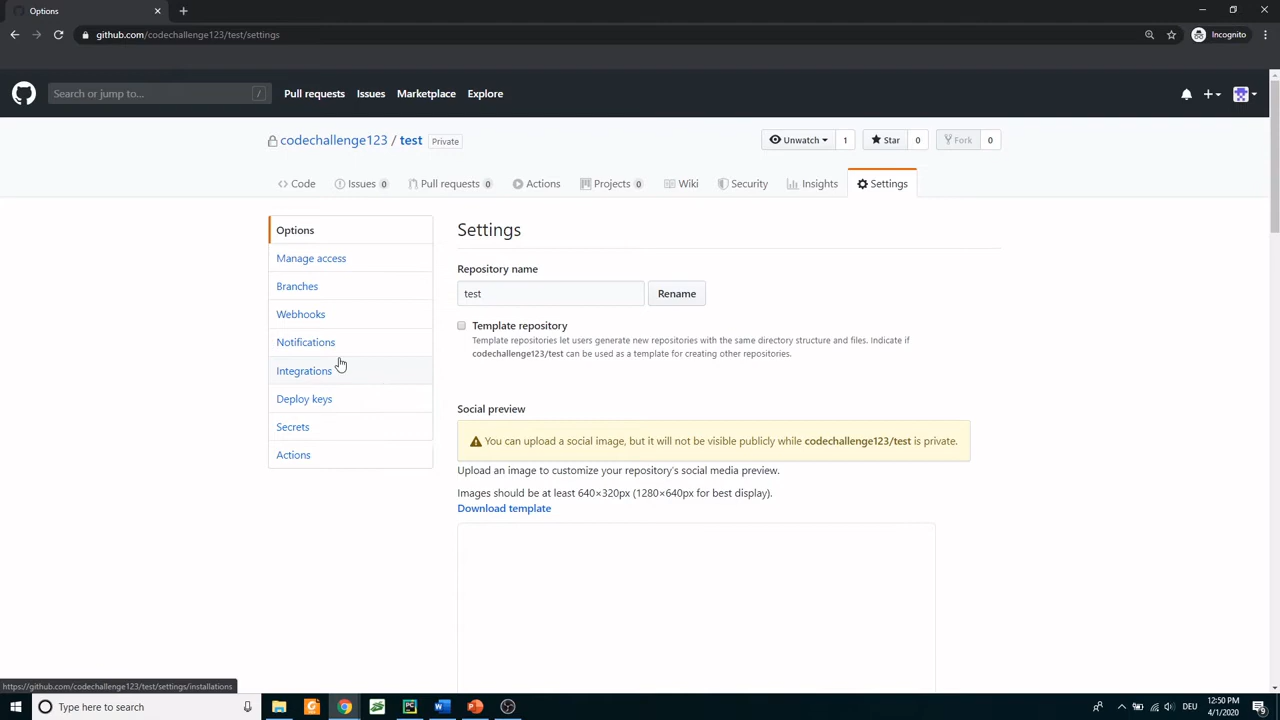 Options
github.com/codechallenge123/test/settings
Incognito
Search or jump to...
/
Pull requests
Issues
Marketplace
Explore
codechallenge123 / test
Private
Unwatch
1
Star
0
Fork
0
Code
Issues 0
Pull requests 0
Actions
Projects 0
Wiki
Security
Insights
Settings
Options
Manage access
Branches
Webhooks
Notifications
Integrations
Deploy keys
Secrets
Actions
Settings
Repository name
test
Rename
Template repository
Template repositories let users generate new repositories with the same directory structure and files. Indicate if
codechallenge123/test can be used as a template for creating other repositories.
Social preview
You can upload a social image, but it will not be visible publicly while codechallenge123/test is private.
Upload an image to customize your repository's social media preview.
Images should be at least 640×320px (1280×640px for best display).
Download template
https://github.com/codechallenge123/test/settings/installations
Type here to search
DEU
12:50 PM
4/1/2020